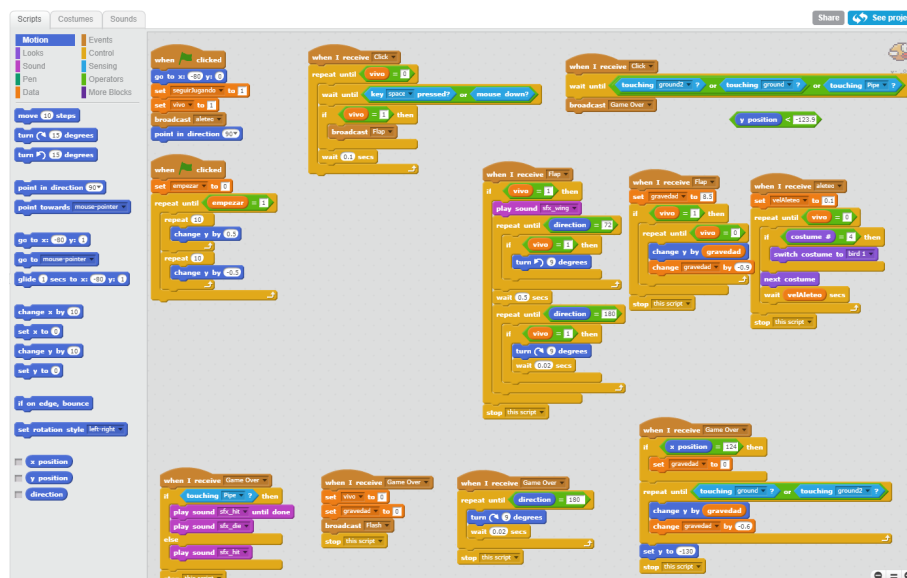 Scripts
Costumes
Sounds
Share
See proje
Motion
Looks
Sound
Pen
Data
Events
Control
Sensing
Operators
More Blocks
move 10 steps
turn 15 degrees
turn 15 degrees
point in direction 90
point towards mouse-pointer
go to x: -80 y: 1
go to mouse-pointer
glide 1 secs to x: -80 y: 1
change x by 10
set x to 0
change y by 10
set y to 0
if on edge, bounce
set rotation style left-right
x position
y position
direction
when clicked
go to x: -80 y: 0
set seguirJugando to 1
set vivo to 1
broadcast aleteo
point in direction 90
when clicked
set empezar to 0
repeat until empezar = 1
repeat 10
change y by 0.5
repeat 10
change y by -0.5
when I receive Click
repeat until vivo = 0
wait until key space pressed? or mouse down?
if vivo = 1 then
broadcast Flap
wait 0.1 secs
when I receive Click
wait until touching ground2 ? or touching ground ? or touching Pipe ?
broadcast Game Over
y position < -123.9
when I receive Flap
if vivo = 1 then
play sound sfx_wing
repeat until direction = 72
if vivo = 1 then
turn 9 degrees
wait 0.5 secs
repeat until direction = 180
if vivo = 1 then
turn 9 degrees
wait 0.02 secs
stop this script
when I receive Flap
set gravedad to 8.5
if vivo = 1 then
repeat until vivo = 0
change y by gravedad
change gravedad by -0.9
stop this script
when I receive aleteo
set velAleteo to 0.1
repeat until vivo = 0
if costume # = 4 then
switch costume to bird 1
next costume
wait velAleteo secs
stop this script
when I receive Game Over
if touching Pipe ? then
play sound sfx_hit until done
play sound sfx_die
else
play sound sfx_hit
this script
when I receive Game Over
set vivo to 0
set gravedad to 0
broadcast Flash
stop this script
when I receive Game Over
repeat until direction = 180
turn 9 degrees
wait 0.02 secs
stop this script
when I receive Game Over
if x position = 124 then
set gravedad to 0
repeat until touching ground ? or touching ground2 ?
change y by gravedad
change gravedad by -0.6
set y to -130
stop this script